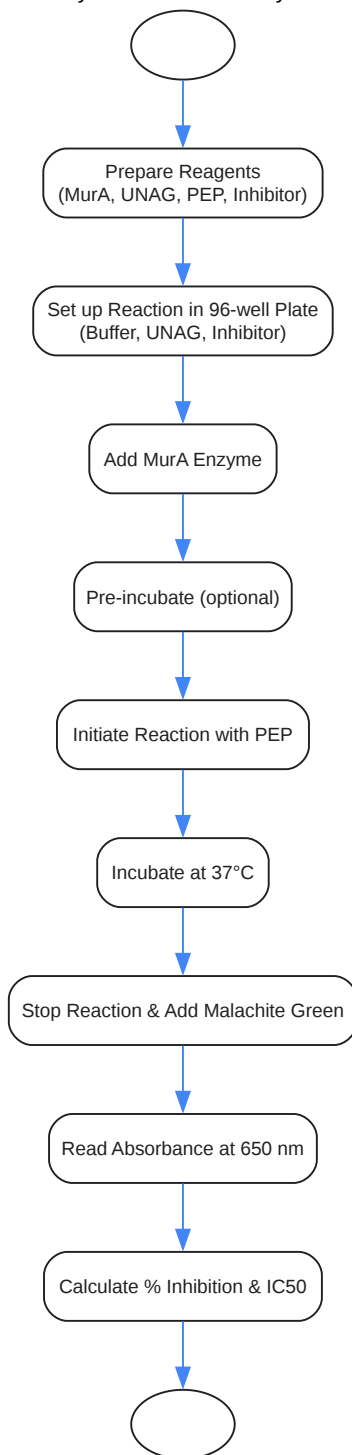 Prepare Reagents
(MurA, UNAG, PEP, Inhibitor)
Set up Reaction in 96-well Plate
(Buffer, UNAG, Inhibitor)
Add MurA Enzyme
Pre-incubate (optional)
Initiate Reaction with PEP
Incubate at 37°C
Stop Reaction & Add Malachite Green
Read Absorbance at 650 nm
Calculate % Inhibition & IC50